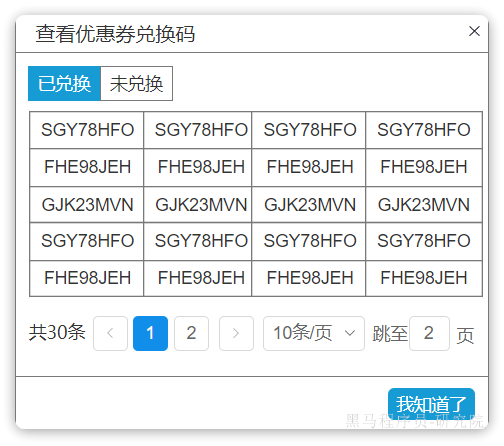 查看优惠券兑换码 ×
已兑换 未兑换
SGY78HFO SGY78HFO SGY78HFO SGY78HFO
FHE98JEH FHE98JEH FHE98JEH FHE98JEH
GJK23MVN GJK23MVN GJK23MVN GJK23MVN
SGY78HFO SGY78HFO SGY78HFO SGY78HFO
FHE98JEH FHE98JEH FHE98JEH FHE98JEH
共30条 < 1 2 > 10条/页 跳至 2 页
我知道了
黑马程序员-研究院